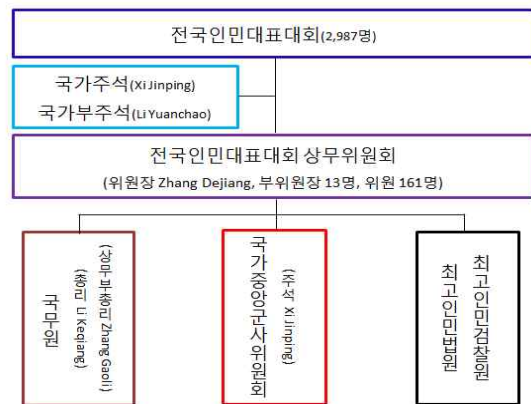 전국인민대표대회(2,987명)
국가주석(Xi Jinping)
국가부주석(Li Yuanchao)
전국인민대표대회 상무위원회
(위원장 Zhang Dejiang, 부위원장 13명, 위원 161명)
국무원
(총리 Li Keqiang)
(상무부총리 Zhang Gaoli)
국가중앙군사위원회
(주석 Xi Jinping)
최고인민법원
최고인민검찰원